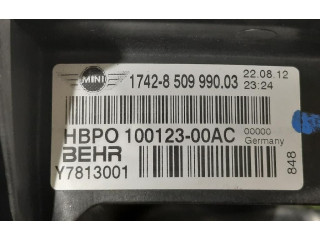 MINI 1742-8 509 990.03 22.08.12
23:24
HBPO 100123-00AC 00000
Germany
BEHR
Y7813001
848